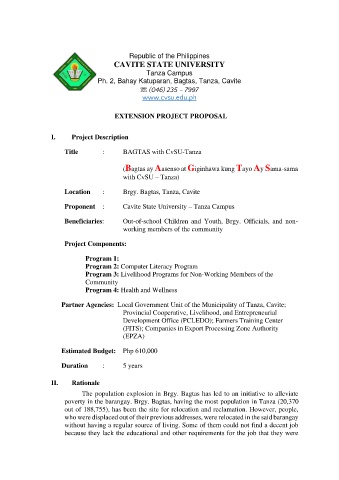 Republic of the Philippines
CAVITE STATE UNIVERSITY
Tanza Campus
Ph. 2, Bahay Katuparan, Bagtas, Tanza, Cavite
☏ (046) 235 – 7997
www.cvsu.edu.ph
EXTENSION PROJECT PROPOSAL
I. Project Description
Title : BAGTAS with CvSU-Tanza
(Bagtas ay Aasenso at Giginhawa kung Tayo Ay Sama-sama
with CvSU – Tanza)
Location : Brgy. Bagtas, Tanza, Cavite
Proponent : Cavite State University – Tanza Campus
Beneficiaries: Out-of-school Children and Youth, Brgy. Officials, and non-
working members of the community
Project Components:
Program 1:
Program 2: Computer Literacy Program
Program 3: Livelihood Programs for Non-Working Members of the
Community
Program 4: Health and Wellness
Partner Agencies: Local Government Unit of the Municipality of Tanza, Cavite;
Provincial Cooperative, Livelihood, and Entrepreneurial
Development Office (PCLEDO); Farmers Training Center
(FITS); Companies in Export Processing Zone Authority
(EPZA)
Estimated Budget: Php 610,000
Duration : 5 years
II. Rationale
The population explosion in Brgy. Bagtas has led to an initiative to alleviate
poverty in the barangay. Brgy. Bagtas, having the most population in Tanza (20,370
out of 188,755), has been the site for relocation and reclamation. However, people,
who were displaced out of their previous addresses, were relocated in the said barangay
without having a regular source of living. Some of them could not find a decent job
because they lack the educational and other requirements for the job that they were